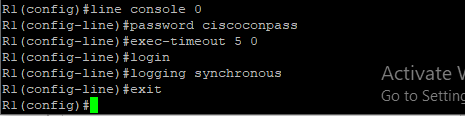 R1(config)#line console 0
R1(config-line)#password ciscoconpass
R1(config-line)#exec-timeout 5 0
R1(config-line)#login
R1(config-line)#logging synchronous
R1(config-line)#exit
R1(config)#
Activate W
Go to Setting